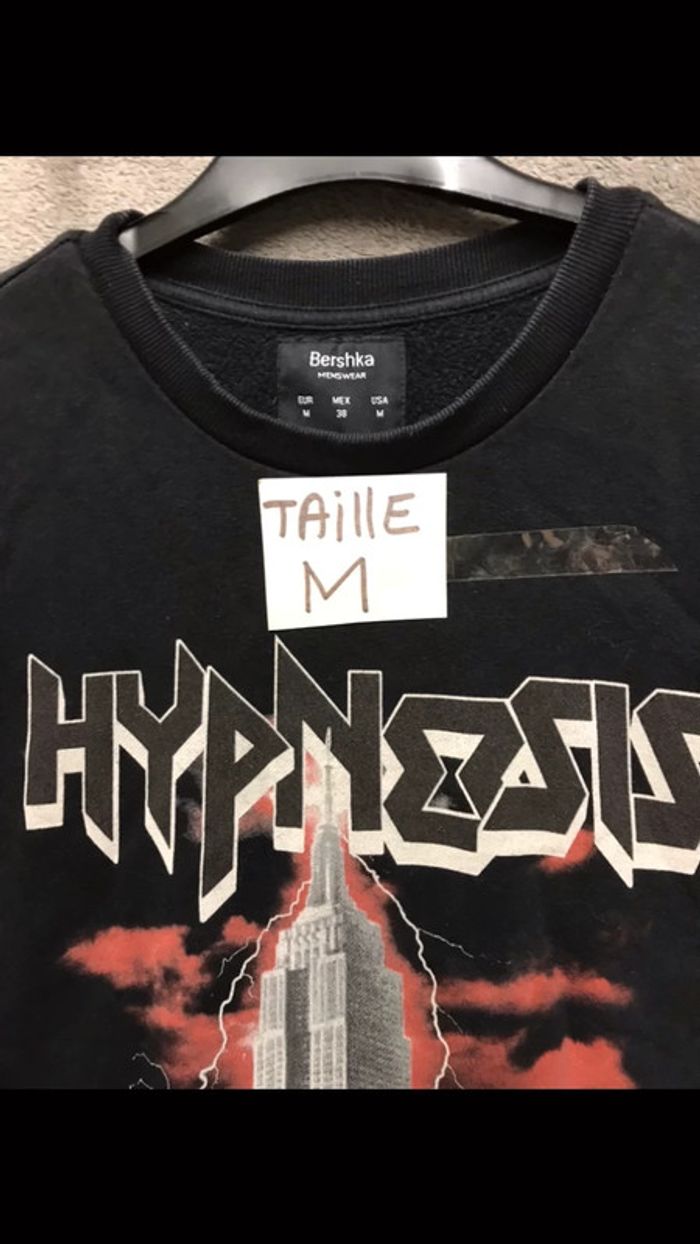 Bershka
MENSWEAR
EUR MEX USA
M 38 M
TAillE
M
HYPNOSIS